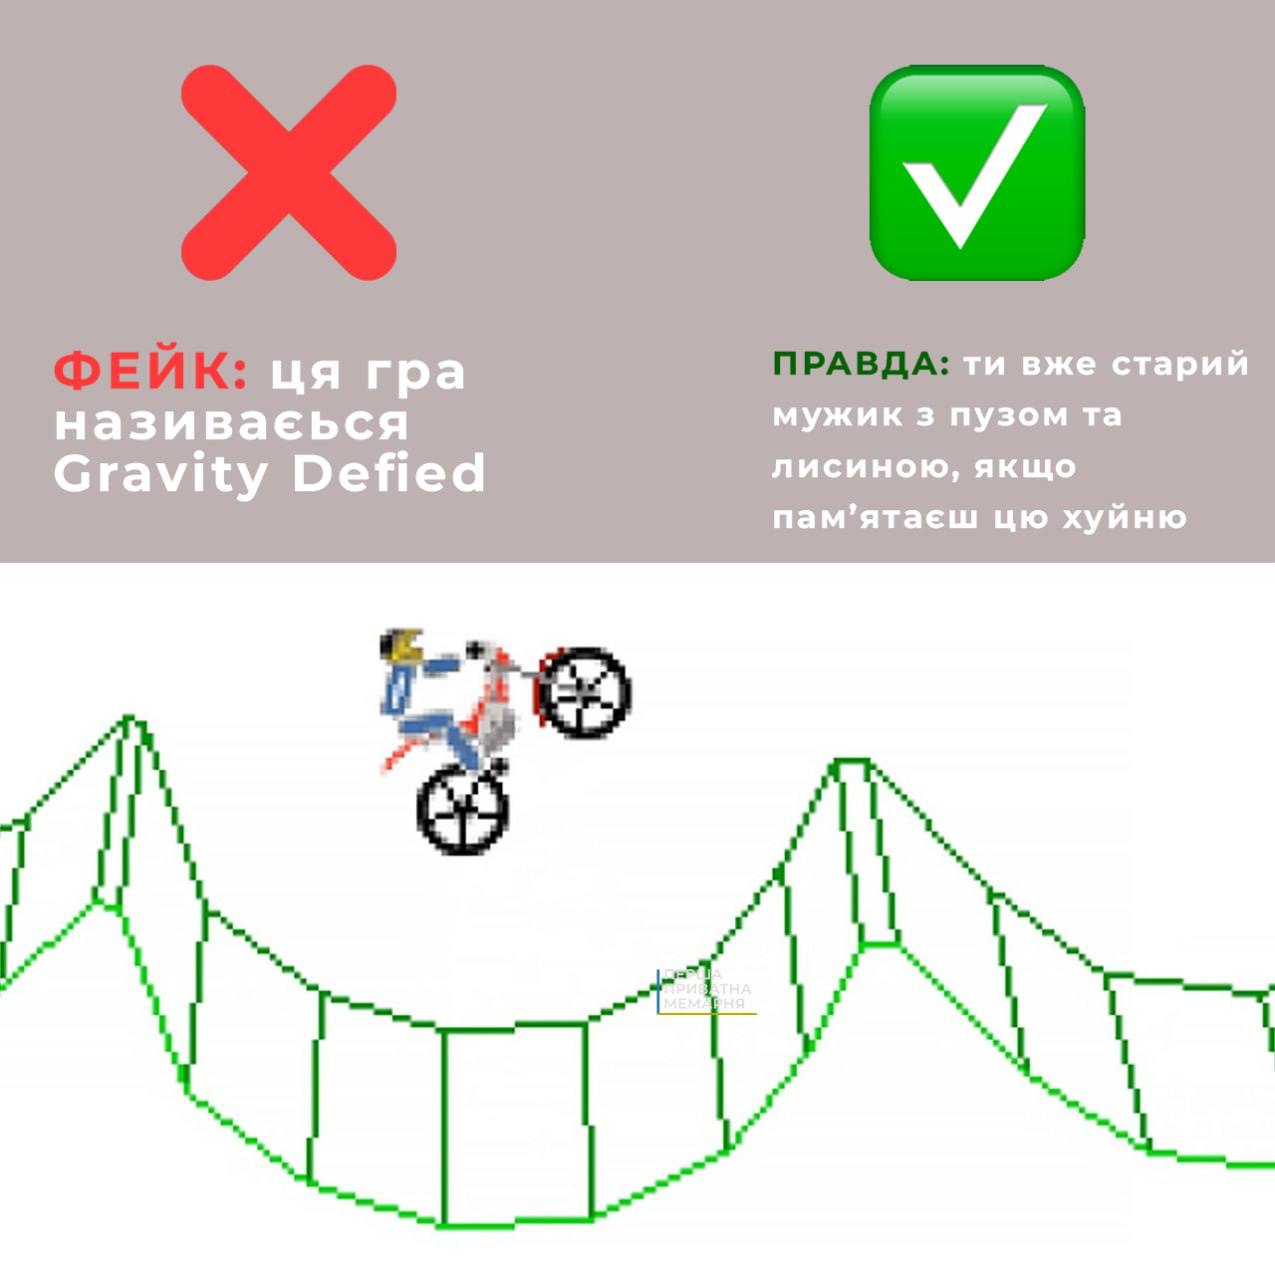 ФЕЙК: ця гра
називаєься
Gravity Defied
ПРАВДА: ти вже старий
мужик з пузом та
лисиною, якщо
пам’ятаєш цю хуйню
ПЕРША
ПРИВАТНА
МЕМАРНЯ